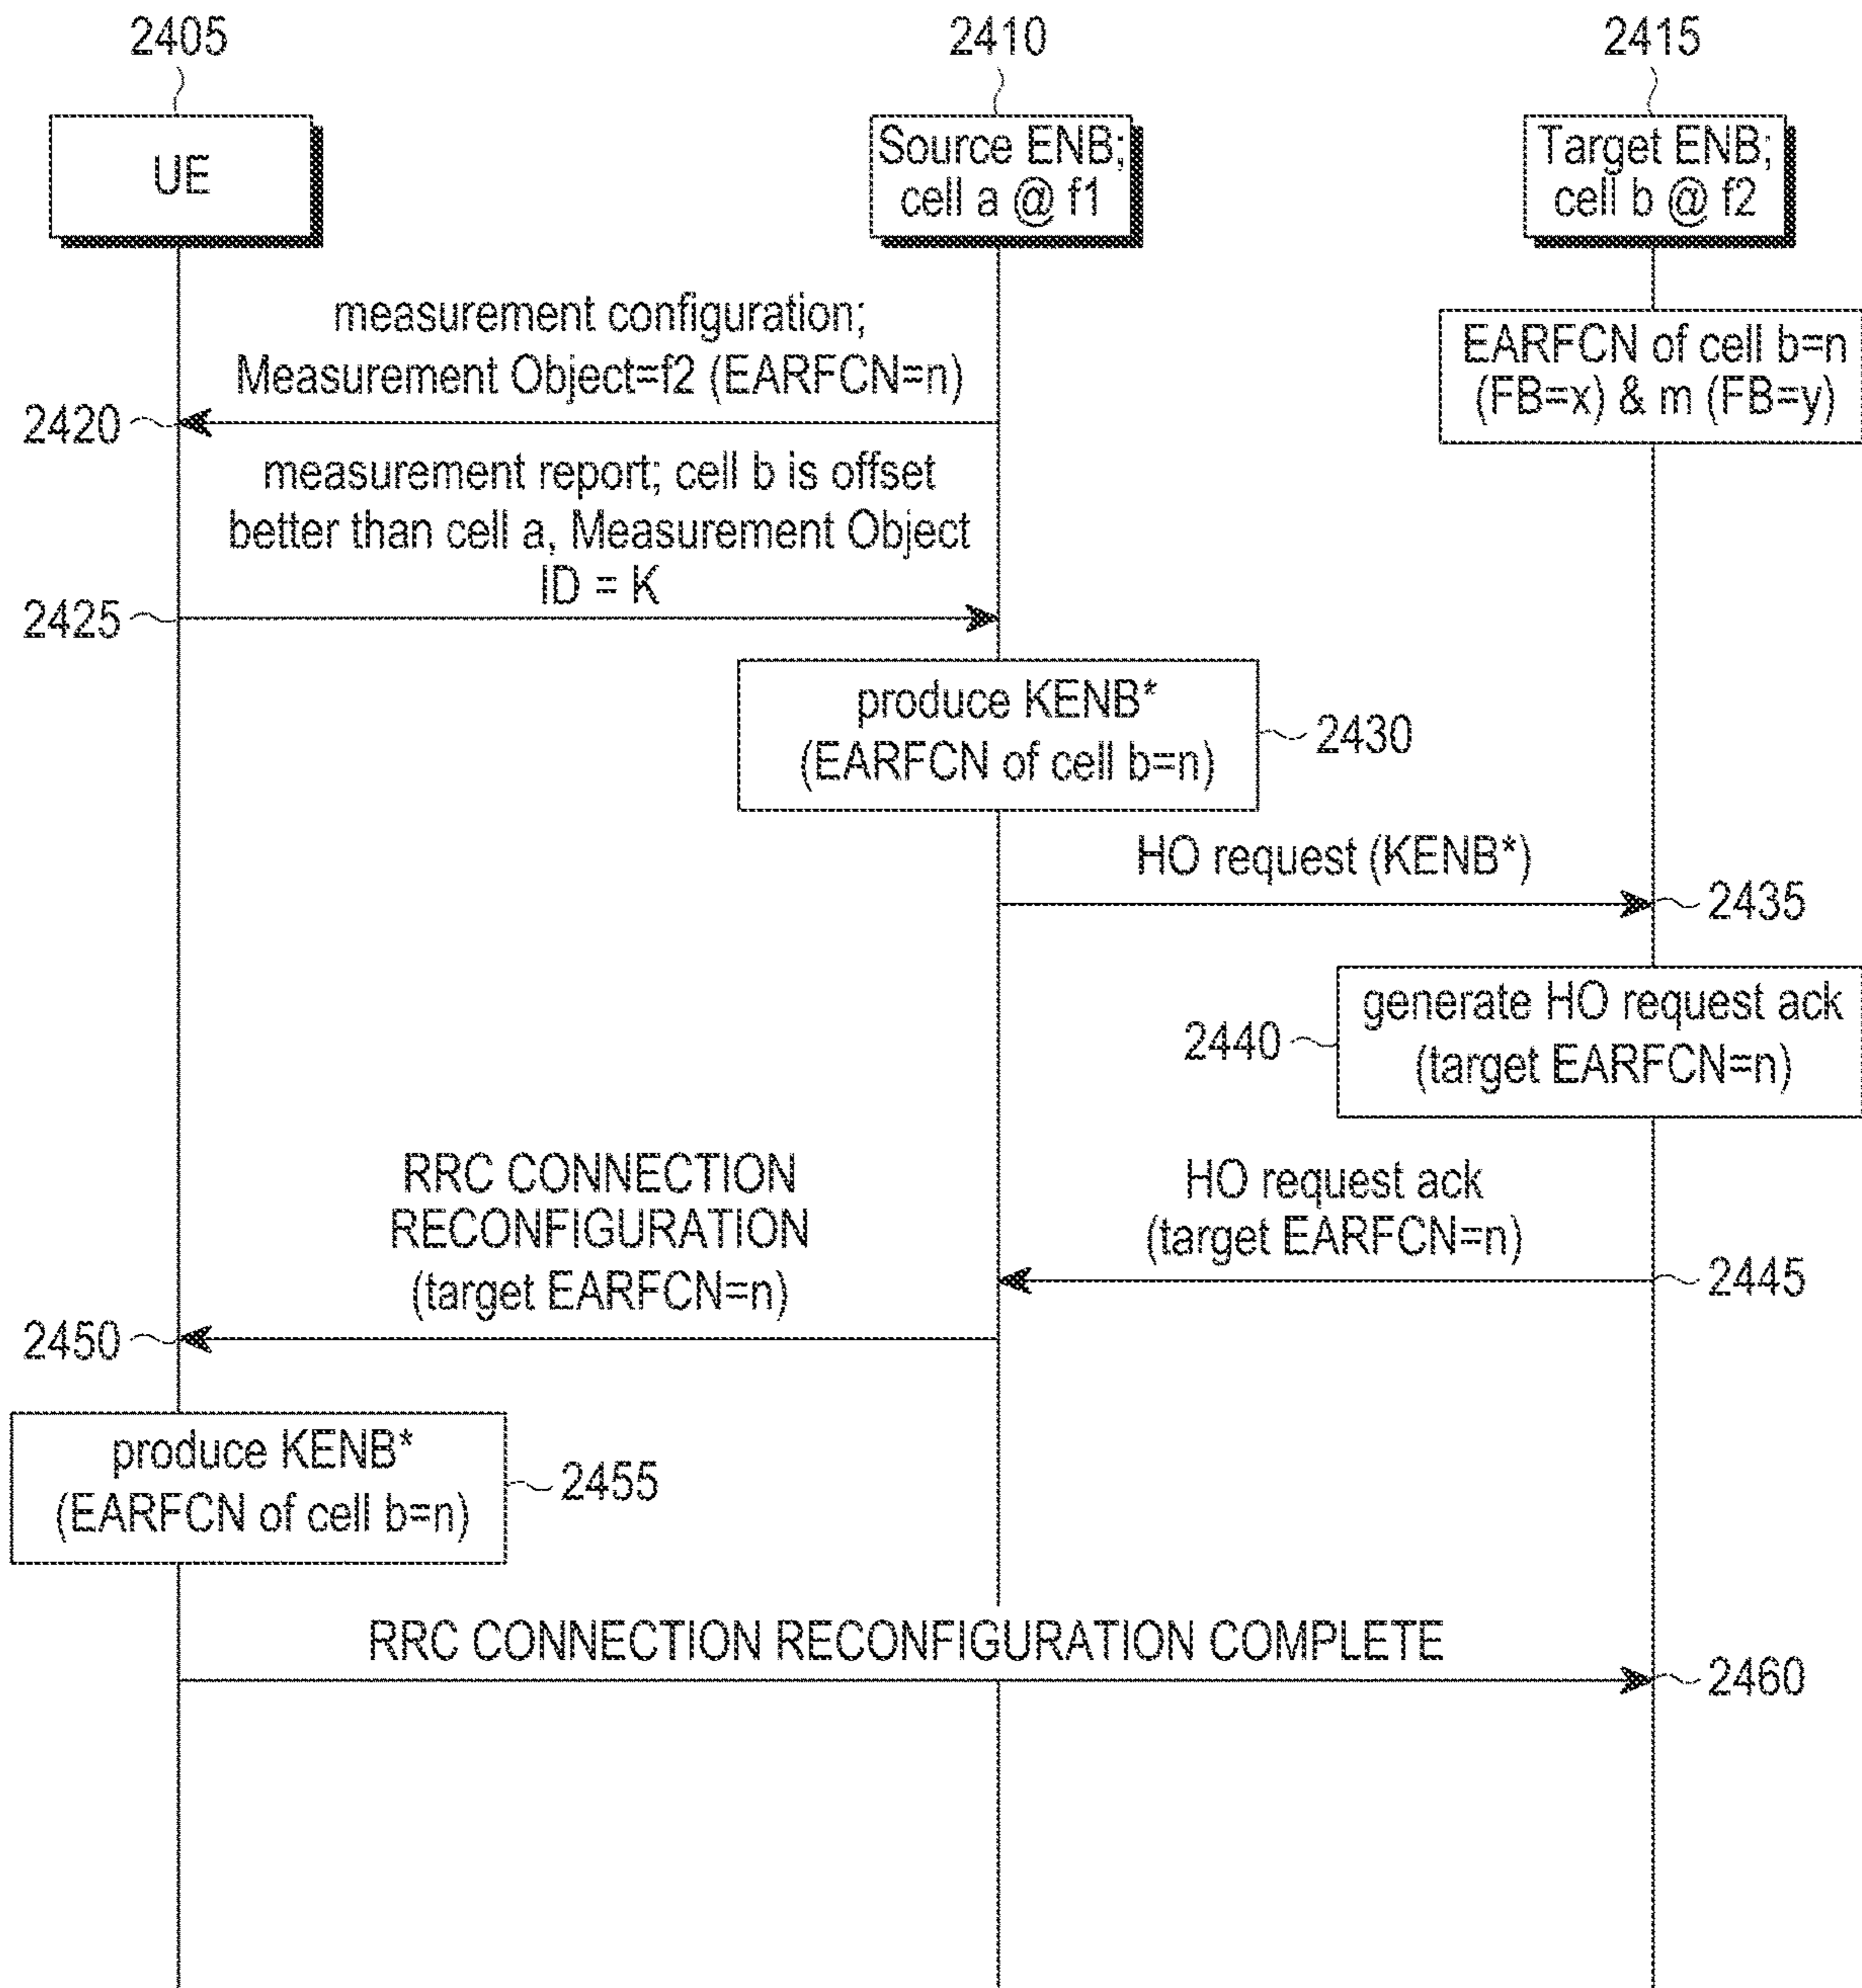 2405
2410
2415
UE
Source ENB;
cell a @ f1
Target ENB;
cell b @ f2
measurement configuration;
Measurement Object=f2 (EARFCN=n)
EARFCN of cell b=n
(FB=x) & m (FB=y)
2420
measurement report; cell b is offset
better than cell a, Measurement Object
ID = K
2425
produce KENB*
(EARFCN of cell b=n)
2430
HO request (KENB*)
2435
generate HO request ack
(target EARFCN=n)
2440
RRC CONNECTION
RECONFIGURATION
(target EARFCN=n)
HO request ack
(target EARFCN=n)
2445
2450
produce KENB*
(EARFCN of cell b=n)
2455
RRC CONNECTION RECONFIGURATION COMPLETE
2460